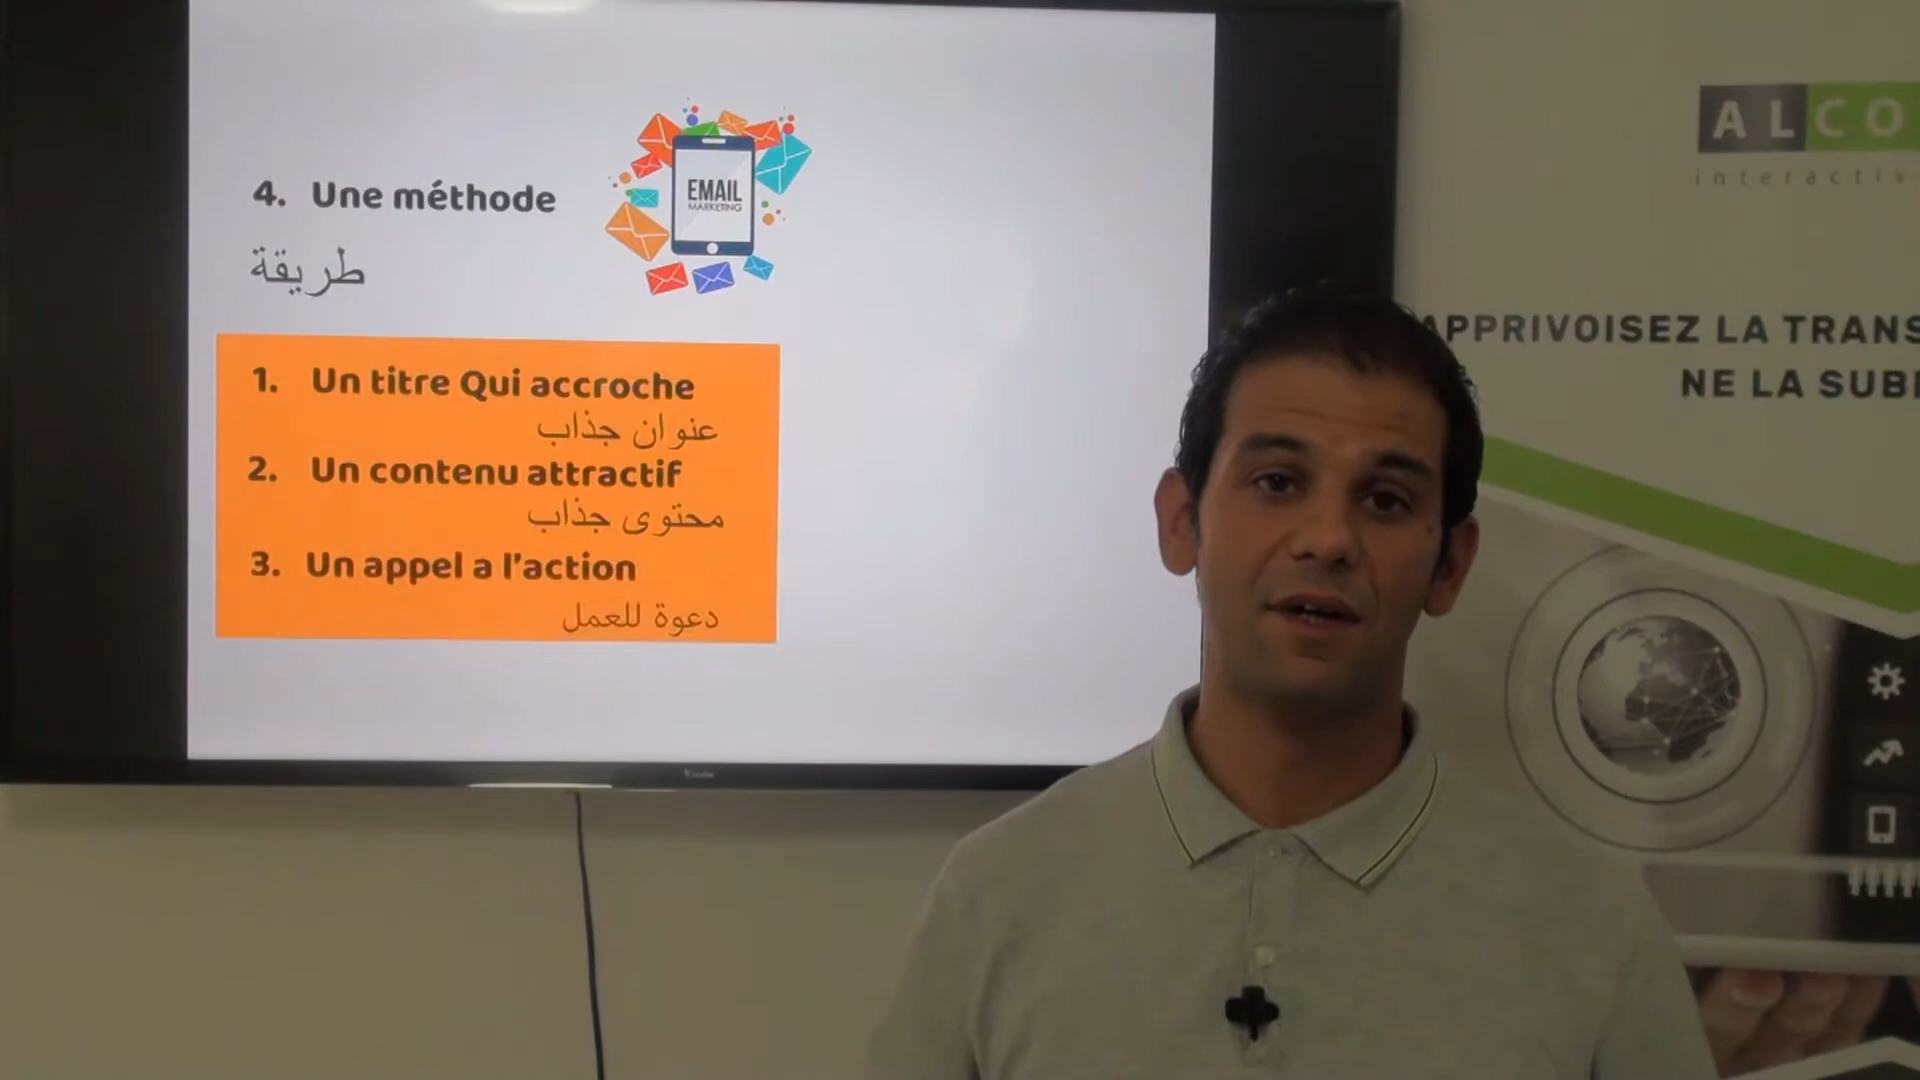 4. Une méthode
طريقة
EMAIL
MARKETING
1. Un titre Qui accroche
عنوان جذاب
2. Un contenu attractif
محتوى جذاب
3. Un appel a l'action
دعوة للعمل
ALCO
interactiv
APPRIVOISEZ LA TRANS
NE LA SUBI